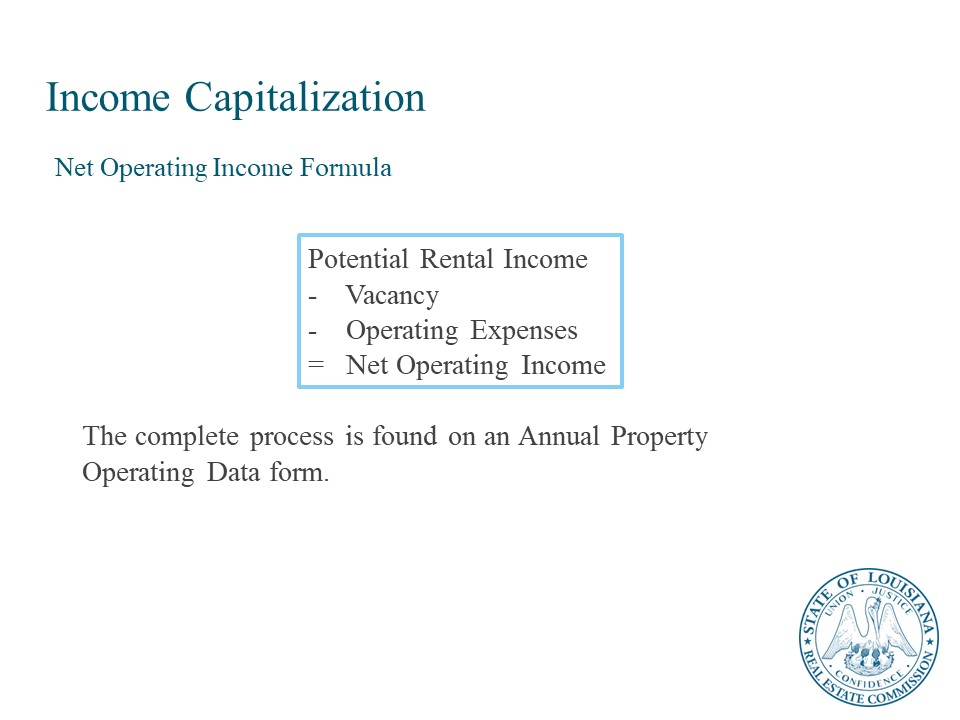 Income Capitalization
Net Operating Income Formula
Potential Rental Income
- Vacancy
- Operating Expenses
= Net Operating Income
The complete process is found on an Annual Property
Operating Data form.
STATE OF LOUISIANA
UNION · JUSTICE
· CONFIDENCE ·
REAL ESTATE COMMISSION